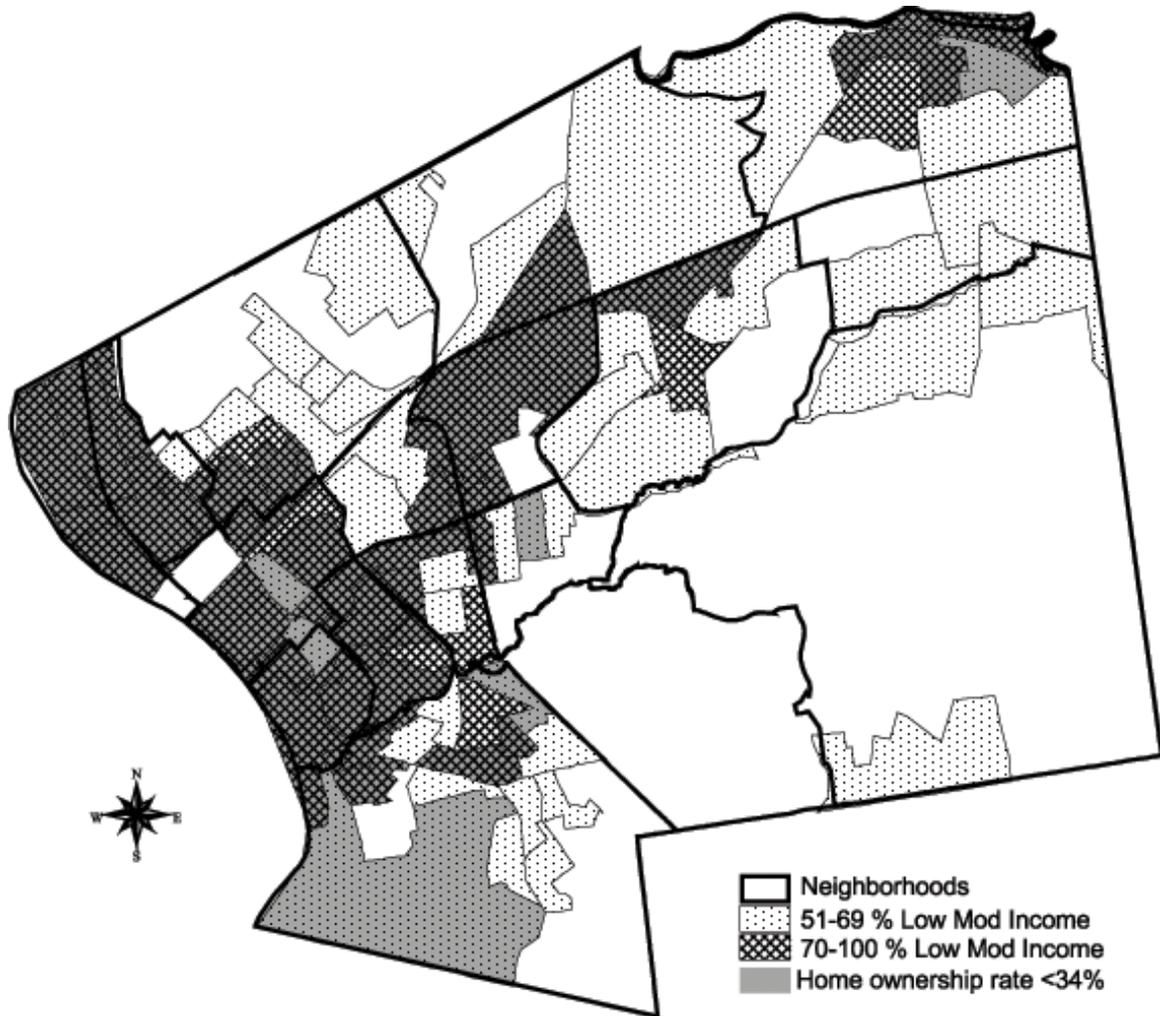 N
W E
S
Neighborhoods
51-69 % Low Mod Income
70-100 % Low Mod Income
Home ownership rate <34%